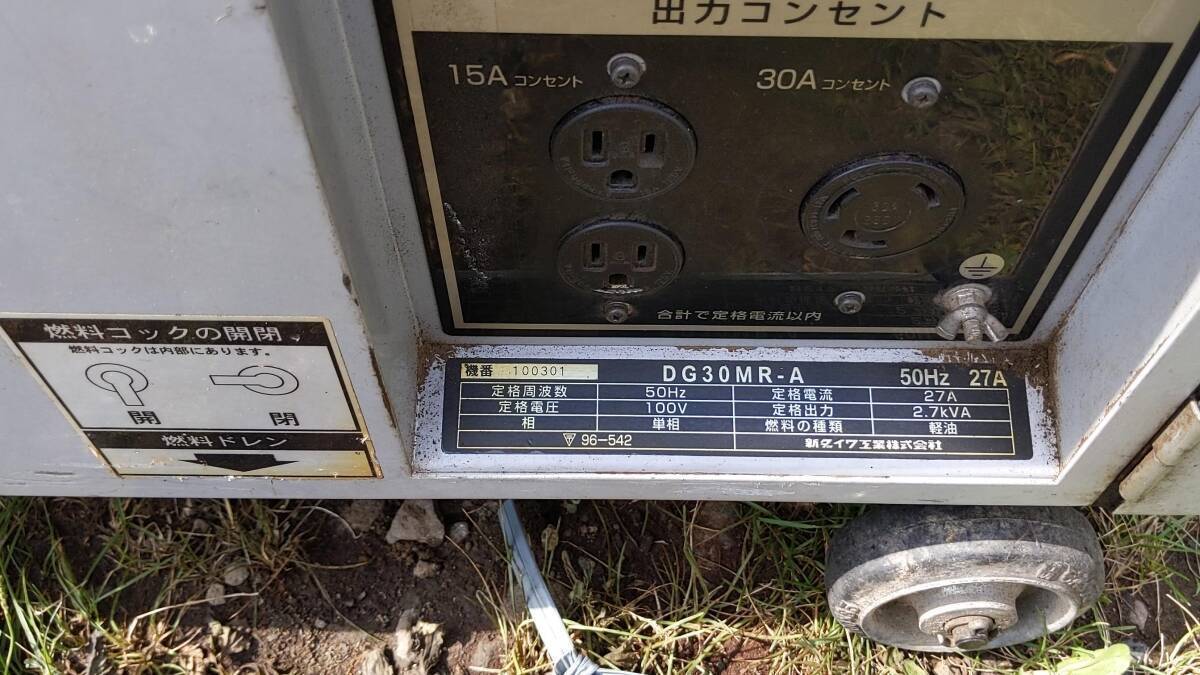 出力コンセント
15A コンセント
30A コンセント
合計で定格電流以内
燃料コックの開閉
燃料コックは内部にあります。
開 閉
燃料ドレン
機番 100301 DG30MR-A 50Hz 27A
定格周波数 50Hz 定格電流 27A
定格電圧 100V 定格出力 2.7kVA
相 単相 燃料の種類 軽油
96-542 新ダイワ工業株式会社